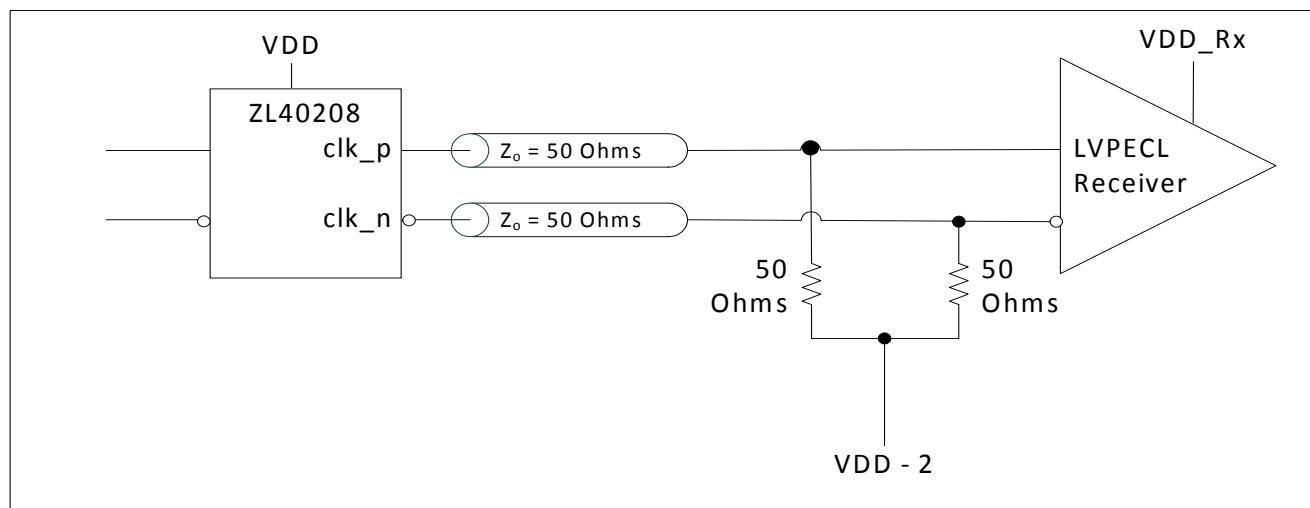 VDD
VDD_Rx
ZL40208
clk_p
Zₒ = 50 Ohms
LVPECL
Receiver
clk_n
Zₒ = 50 Ohms
50
Ohms
50
Ohms
VDD - 2